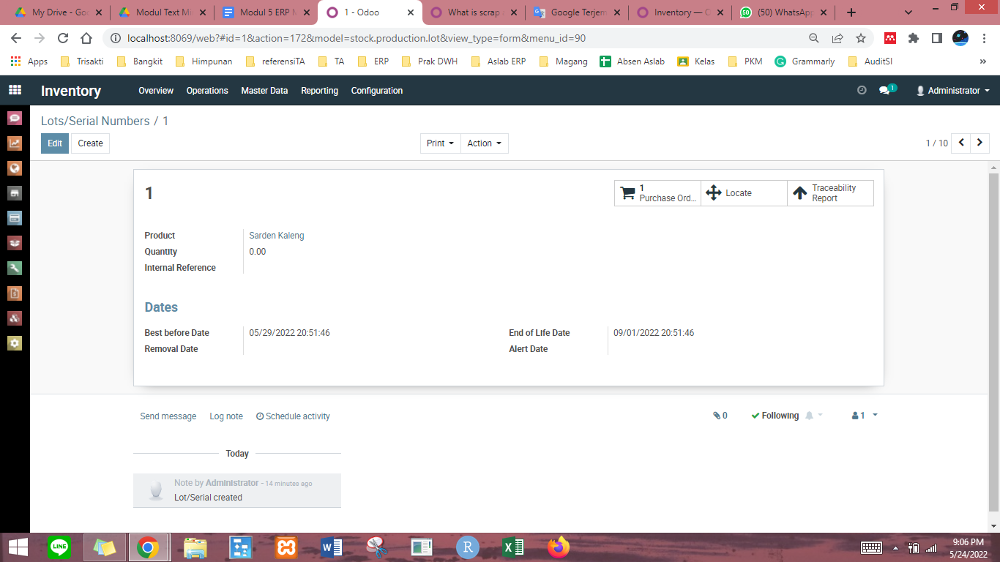 My Drive - Goo
Modul Text Mi
Modul 5 ERP M
1 - Odoo
What is scrap a
Google Terjem
Inventory — O
50
(50) WhatsApp
localhost:8069/web?#id=1&action=172&model=stock.production.lot&view_type=form&menu_id=90
Apps
Trisakti
Bangkit
Himpunan
referensiTA
TA
ERP
Prak DWH
Aslab ERP
Magang
Absen Aslab
Kelas
PKM
Grammarly
AuditSI
»
Inventory
Overview
Operations
Master Data
Reporting
Configuration
1
Administrator
Lots/Serial Numbers / 1
Edit
Create
Print
Action
1 / 10
1
1
Purchase Ord...
Locate
Traceability
Report
Product
Sarden Kaleng
Quantity
0.00
Internal Reference
Dates
Best before Date
05/29/2022 20:51:46
End of Life Date
09/01/2022 20:51:46
Removal Date
Alert Date
Send message
Log note
Schedule activity
0
Following
1
Today
Note by Administrator - 14 minutes ago
Lot/Serial created
LINE
R
9:06 PM
5/24/2022